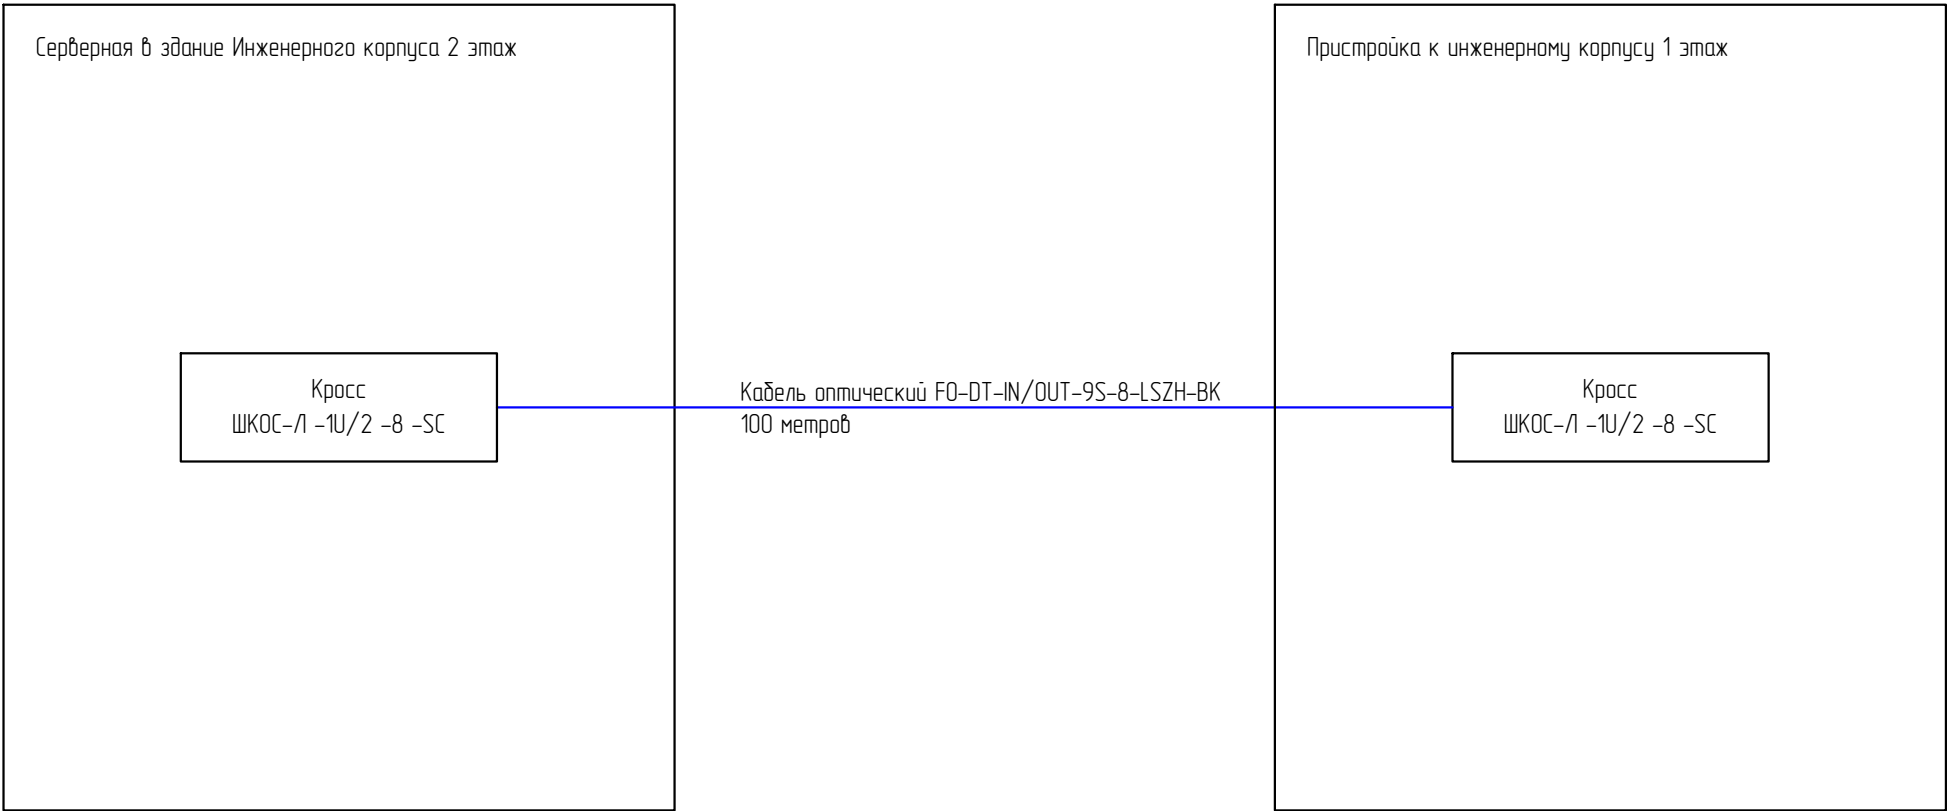 Серверная в здание Инженерного корпуса 2 этаж
Пристройка к инженерному корпусу 1 этаж
Кросс
ШКОС-Л -1U/2 -8 -SC
Кабель оптический FO-DT-IN/OUT-9S-8-LSZH-BK
100 метров
Кросс
ШКОС-Л -1U/2 -8 -SC